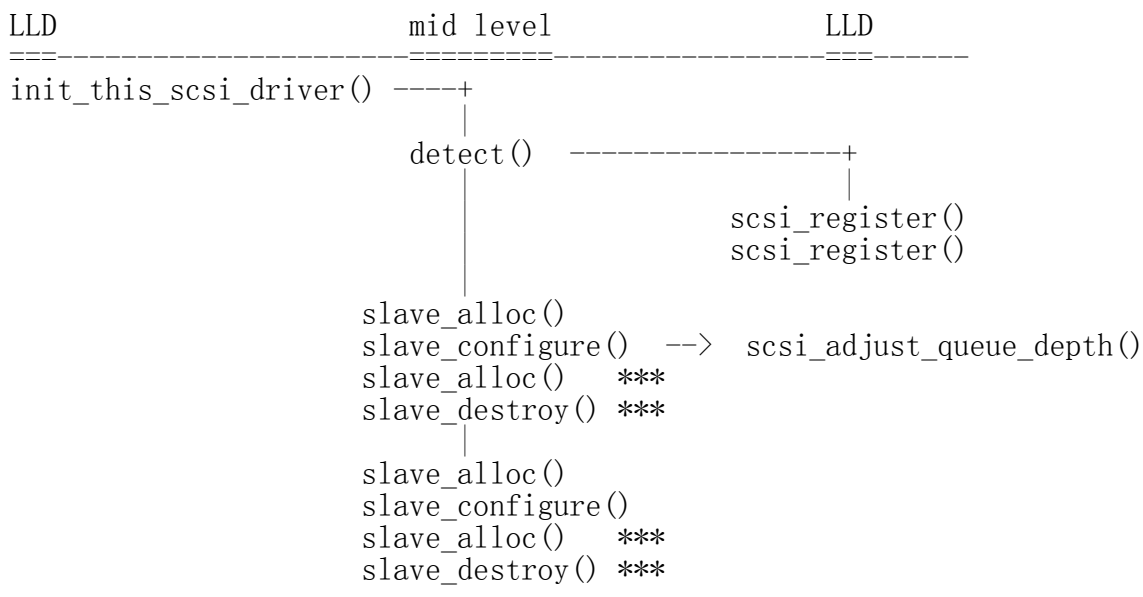 LLD                      mid level                 LLD
===----------------------=========-----------------===------
init_this_scsi_driver() ----+
                            |
                         detect()  -----------------+
                            |                       |
                            |                scsi_register()
                            |                scsi_register()
                            |
                      slave_alloc()
                      slave_configure()  -->  scsi_adjust_queue_depth()
                      slave_alloc()   ***
                      slave_destroy() ***
                            |
                      slave_alloc()
                      slave_configure()
                      slave_alloc()   ***
                      slave_destroy() ***